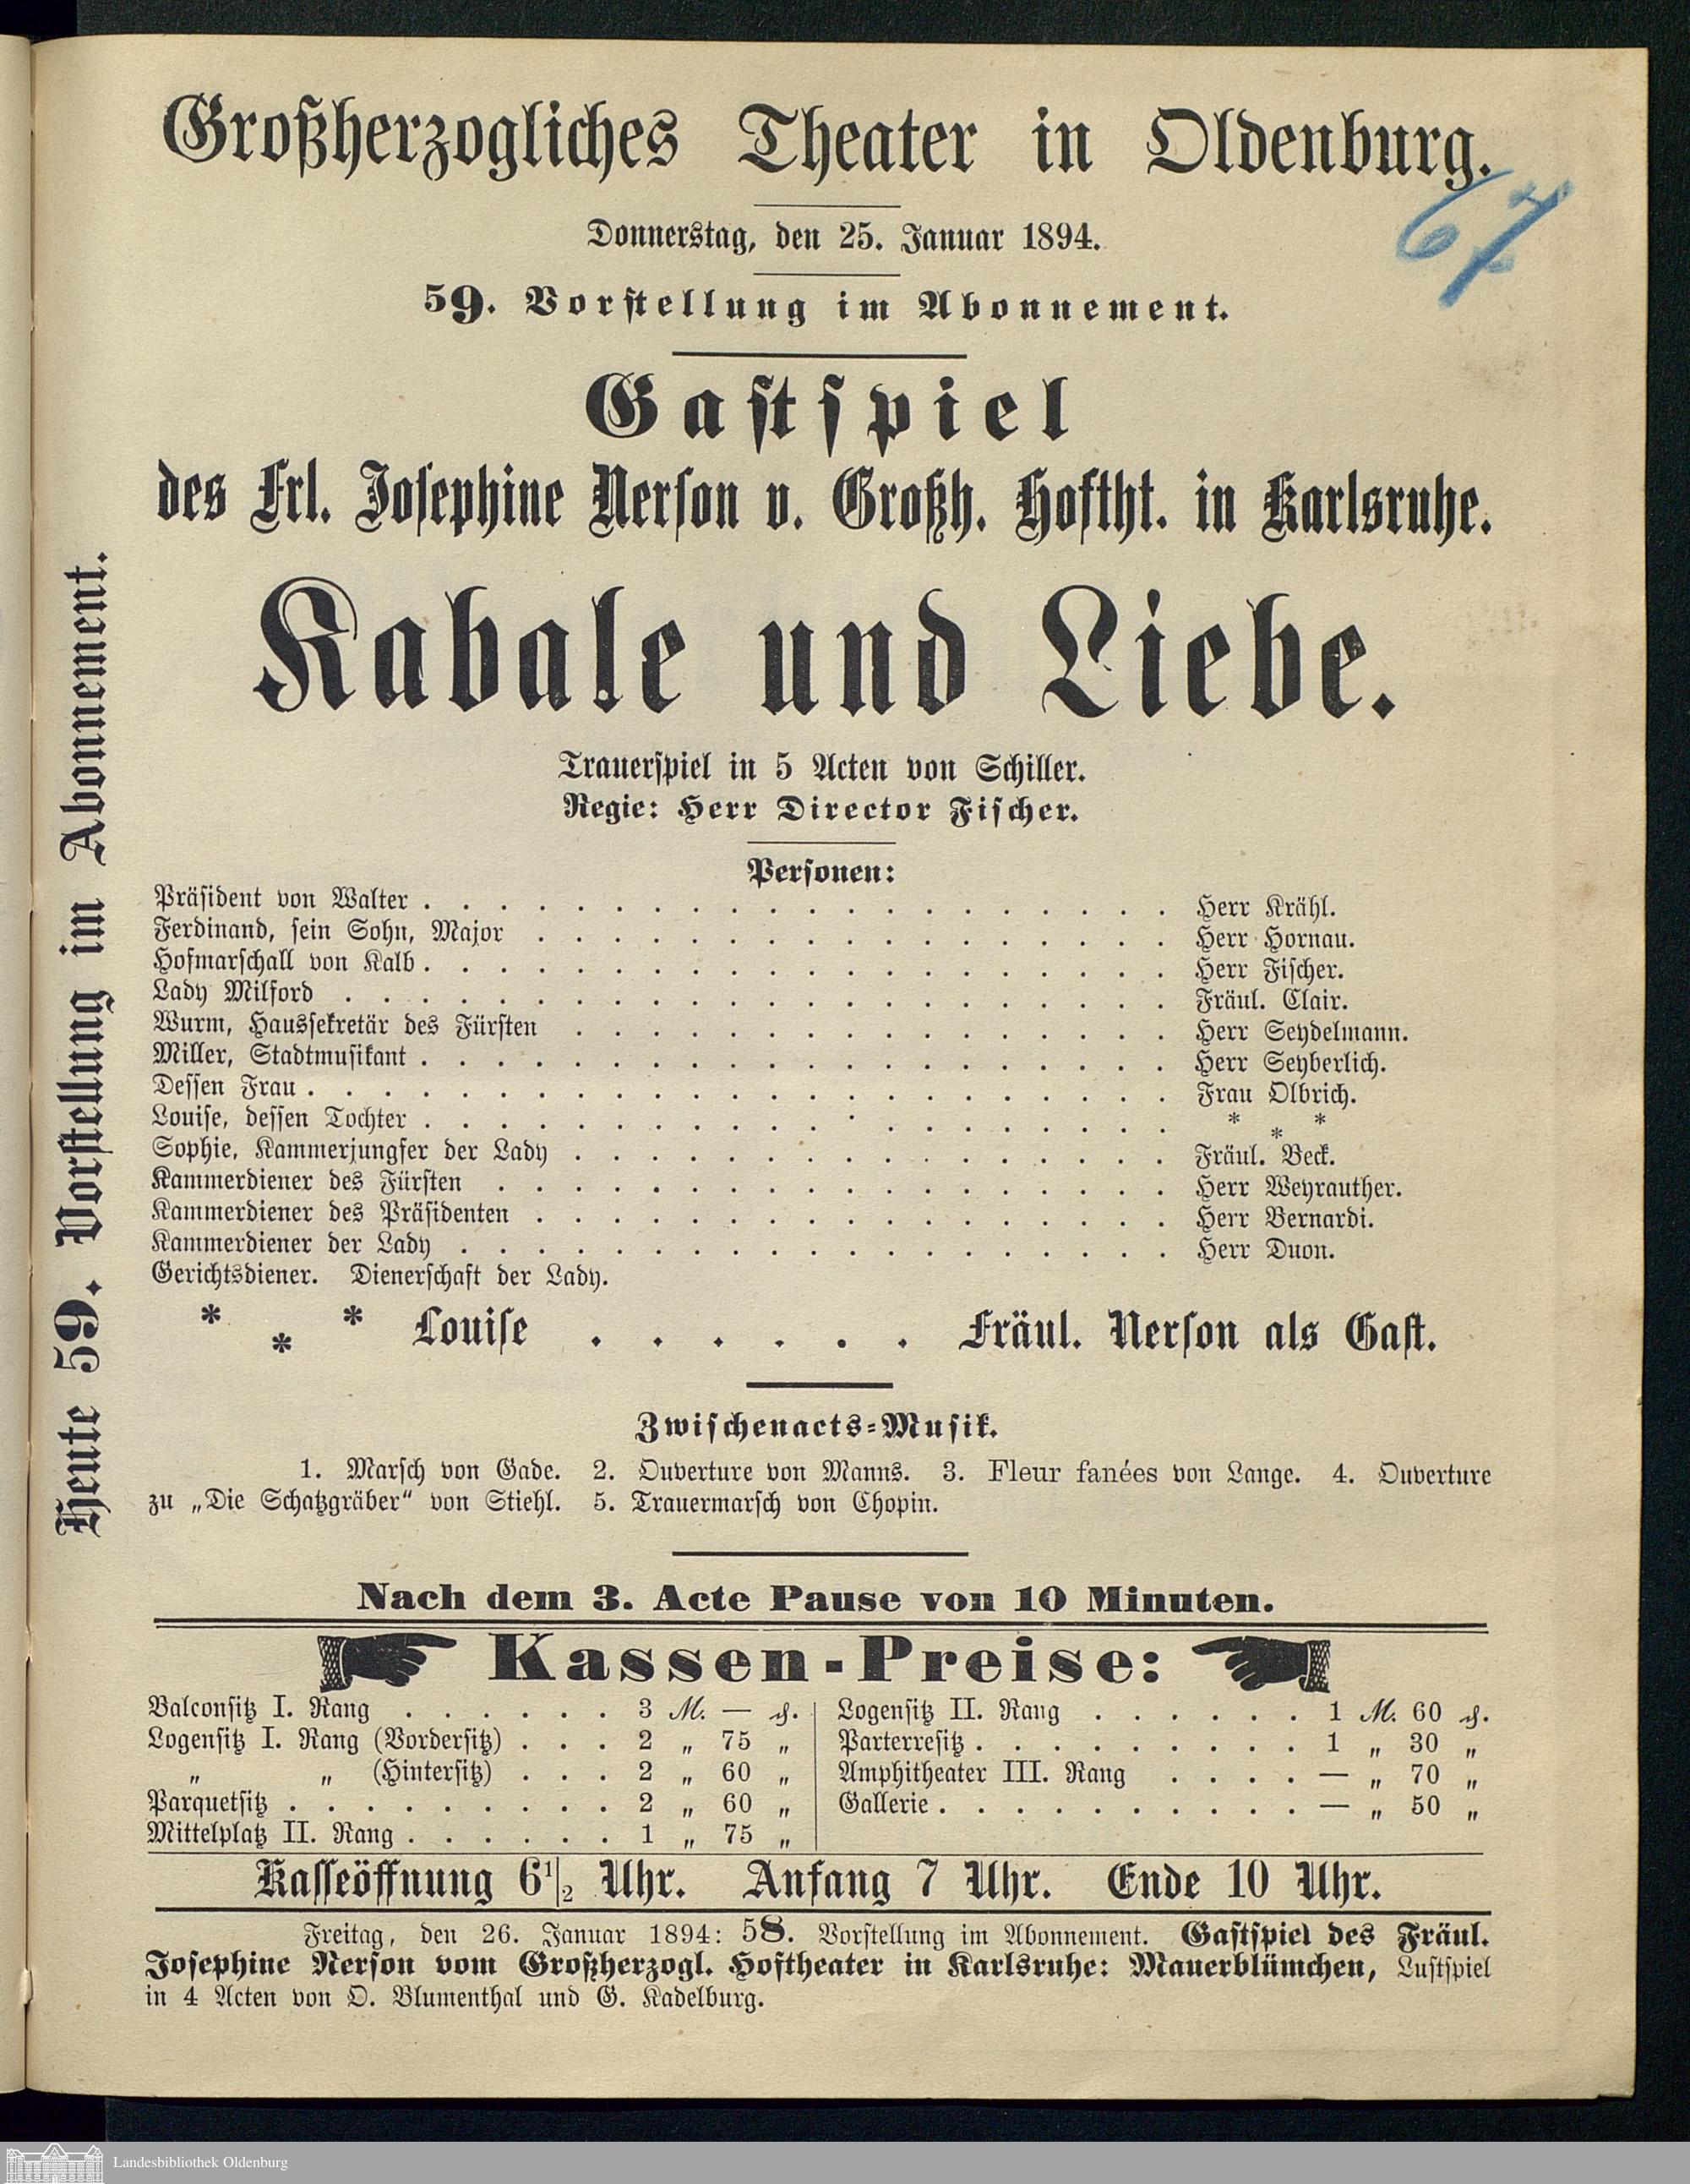 Großherzogliches Theater in Oldenburg.
67
Donnerstag, den 25. Januar 1894.
59. Vorstellung im Abonnement.
Gastspiel
des Frl. Josephine Nerson v. Großh. Hoftht. in Karlsruhe.
Kabale und Liebe.
Trauerspiel in 5 Acten von Schiller.
Regie: Herr Director Fischer.
Personen:
Präsident von Walter . . . . . Herr Krähl.
Ferdinand, sein Sohn, Major . . . . . Herr Hornau.
Hofmarschall von Kalb . . . . . Herr Fischer.
Lady Milford . . . . . Fräul. Clair.
Wurm, Haussekretär des Fürsten . . . . . Herr Seydelmann.
Miller, Stadtmusikant . . . . . Herr Seyberlich.
Dessen Frau . . . . . Frau Olbrich.
Louise, dessen Tochter . . . . . * * *
Sophie, Kammerjungfer der Lady . . . . . Fräul. Beck.
Kammerdiener des Fürsten . . . . . Herr Weyrauther.
Kammerdiener des Präsidenten . . . . . Herr Bernardi.
Kammerdiener der Lady . . . . . Herr Duon.
Gerichtsdiener. Dienerschaft der Lady.
* * * Louise . . . . . . Fräul. Nerson als Gast.
Zwischenacts-Musik.
1. Marsch von Gade. 2. Ouverture von Manns. 3. Fleur fanées von Lange. 4. Ouverture
zu „Die Schatzgräber“ von Stiehl. 5. Trauermarsch von Chopin.
Nach dem 3. Acte Pause von 10 Minuten.
Kassen-Preise:
Balconsitz I. Rang . . . . . . 3 M. — ₰.
Logensitz I. Rang (Vordersitz) . . . 2 „ 75 „
„ „ (Hintersitz) . . . 2 „ 60 „
Parquetsitz . . . . . . . . . 2 „ 60 „
Mittelplatz II. Rang . . . . . . 1 „ 75 „
Logensitz II. Rang . . . . . . 1 M. 60 ₰.
Parterresitz . . . . . . . . . 1 „ 30 „
Amphitheater III. Rang . . . . — „ 70 „
Gallerie . . . . . . . . . . — „ 50 „
Kasseöffnung 6 1/2 Uhr. Anfang 7 Uhr. Ende 10 Uhr.
Freitag, den 26. Januar 1894: 58. Vorstellung im Abonnement. Gastspiel des Fräul.
Josephine Nerson vom Großherzogl. Hoftheater in Karlsruhe: Mauerblümchen, Lustspiel
in 4 Acten von O. Blumenthal und G. Kadelburg.
Heute 59. Vorstellung im Abonnement.
Landesbibliothek Oldenburg